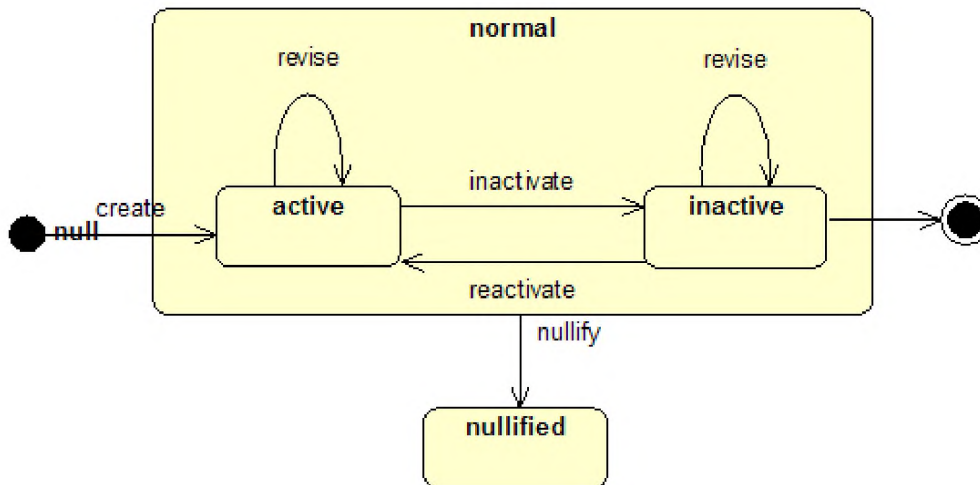 normal
revise
revise
inactivate
active
inactive
create
null
reactivate
nullify
nullified